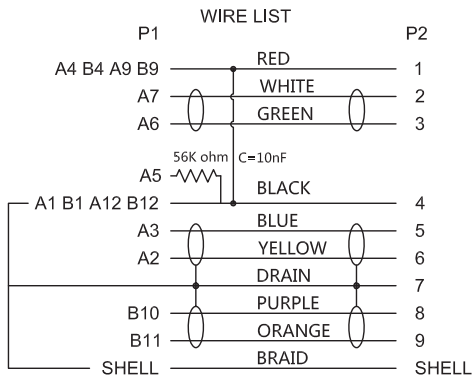 WIRE LIST
P1 P2
A4 B4 A9 B9 RED 1
A7 WHITE 2
A6 GREEN 3
56K ohm C=10nF
A5
A1 B1 A12 B12 BLACK 4
A3 BLUE 5
A2 YELLOW 6
DRAIN 7
B10 PURPLE 8
B11 ORANGE 9
SHELL BRAID SHELL